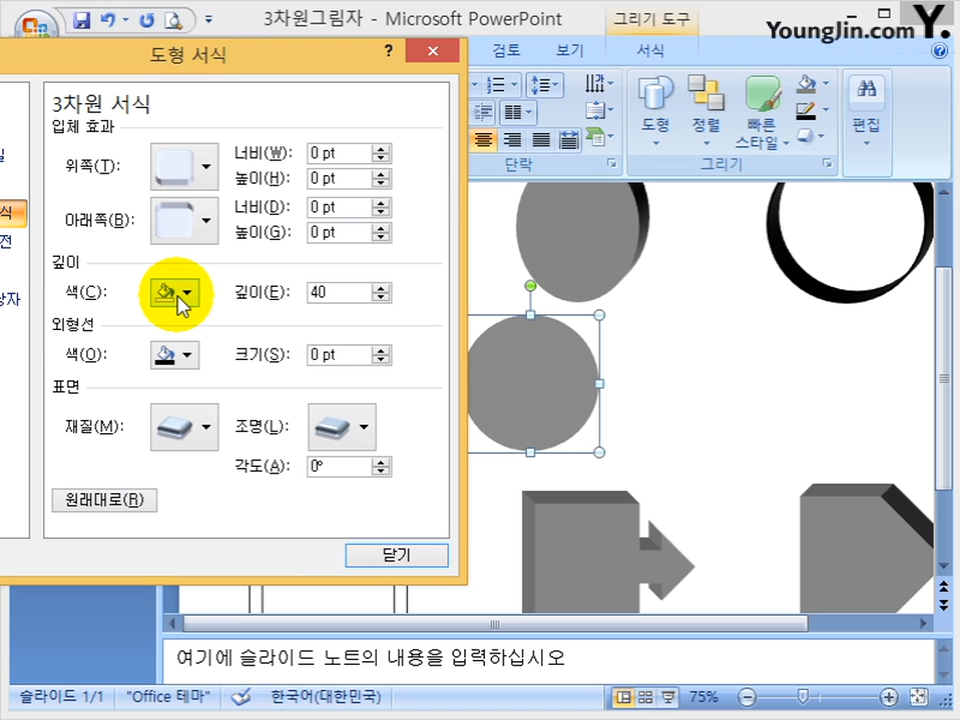 3차원그림자 - Microsoft PowerPoint
그리기 도구
YoungJin.com Y.
도형 서식
?
검토
보기
서식
3차원 서식
입체 효과
위쪽(T):
너비(W): 0 pt
높이(H): 0 pt
아래쪽(B):
너비(D): 0 pt
높이(G): 0 pt
깊이
색(C):
깊이(E): 40
외형선
색(O):
크기(S): 0 pt
표면
재질(M):
조명(L):
각도(A): 0°
원래대로(R)
닫기
식
전
상자
도형
정렬
빠른
스타일
편집
단락
그리기
여기에 슬라이드 노트의 내용을 입력하십시오
슬라이드 1/1
"Office 테마"
한국어(대한민국)
75%